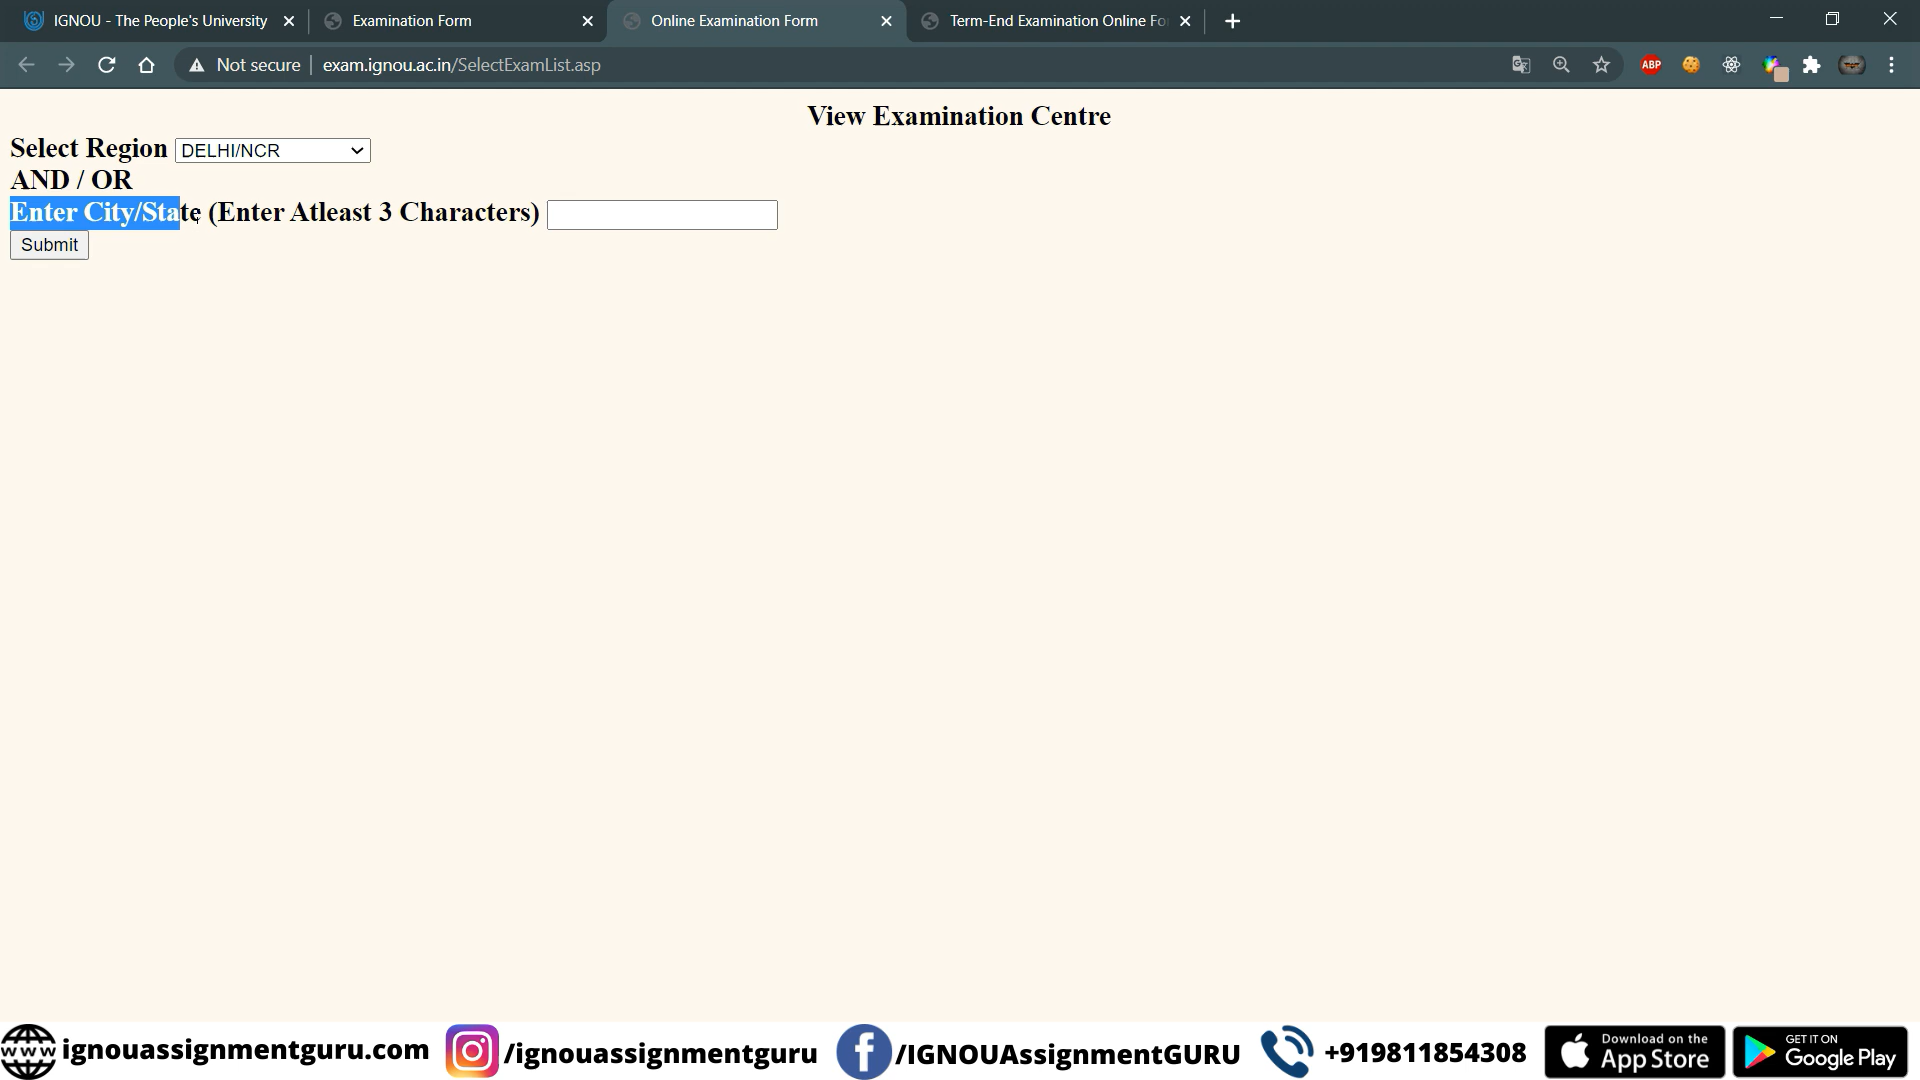 IGNOU - The People's University
Examination Form
Online Examination Form
Term-End Examination Online Fo
Not secure
exam.ignou.ac.in/SelectExamList.asp
ABP
View Examination Centre
Select Region DELHI/NCR
AND / OR
Enter City/State (Enter Atleast 3 Characters)
Submit
www ignouassignmentguru.com /ignouassignmentguru /IGNOUAssignmentGURU +919811854308 Download on the App Store GET IT ON Google Play